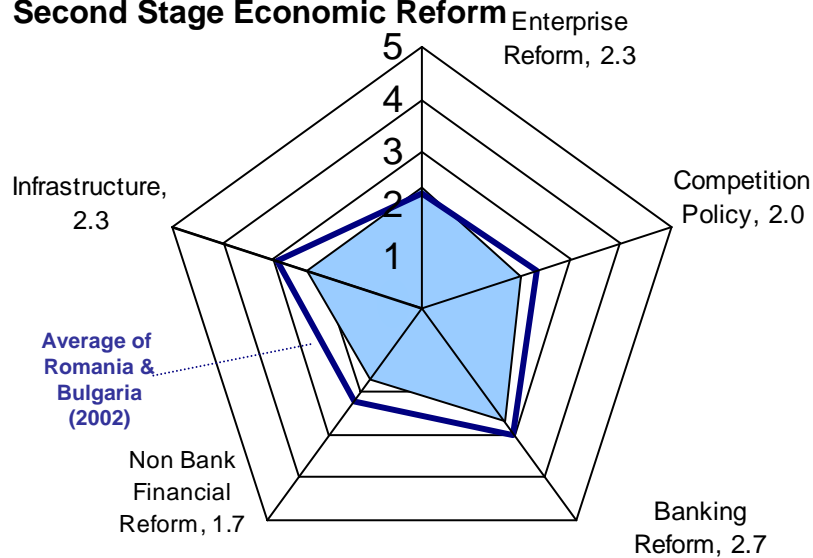 Second Stage Economic Reform
Enterprise
Reform, 2.3
5
4
3
2
1
Competition
Policy, 2.0
Infrastructure,
2.3
Average of
Romania &
Bulgaria
(2002)
Non Bank
Financial
Reform, 1.7
Banking
Reform, 2.7